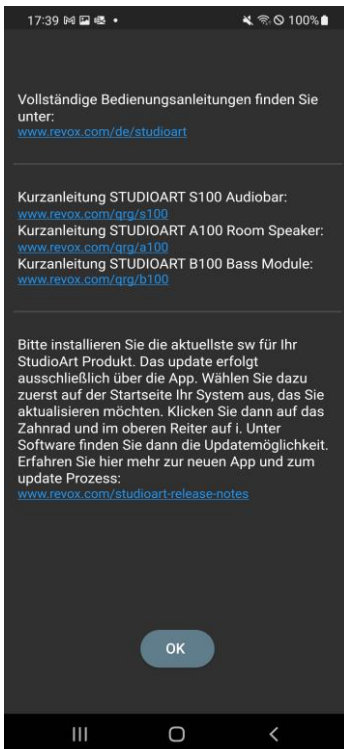 17:39
100%
Vollständige Bedienungsanleitungen finden Sie
unter:
www.revox.com/de/studioart
Kurzanleitung STUDIOART S100 Audiobar:
www.revox.com/qrg/s100
Kurzanleitung STUDIOART A100 Room Speaker:
www.revox.com/qrg/a100
Kurzanleitung STUDIOART B100 Bass Module:
www.revox.com/qrg/b100
Bitte installieren Sie die aktuellste sw für Ihr
StudioArt Produkt. Das update erfolgt
ausschließlich über die App. Wählen Sie dazu
zuerst auf der Startseite Ihr System aus, das Sie
aktualisieren möchten. Klicken Sie dann auf das
Zahnrad und im oberen Reiter auf i. Unter
Software finden Sie dann die Updatemöglichkeit.
Erfahren Sie hier mehr zur neuen App und zum
update Prozess:
www.revox.com/studioart-release-notes
OK